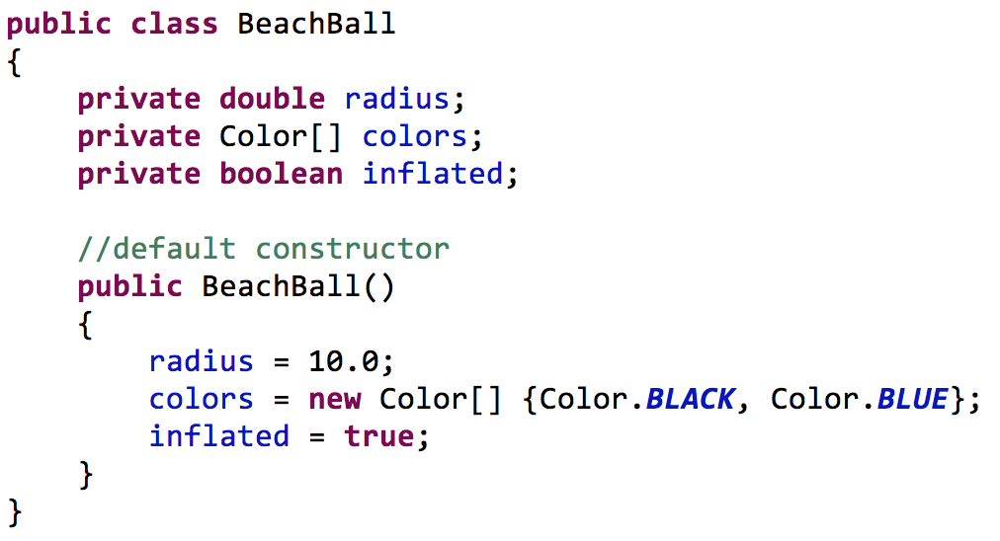 public class BeachBall
{
    private double radius;
    private Color[] colors;
    private boolean inflated;

    //default constructor
    public BeachBall()
    {
        radius = 10.0;
        colors = new Color[] {Color.BLACK, Color.BLUE};
        inflated = true;
    }
}